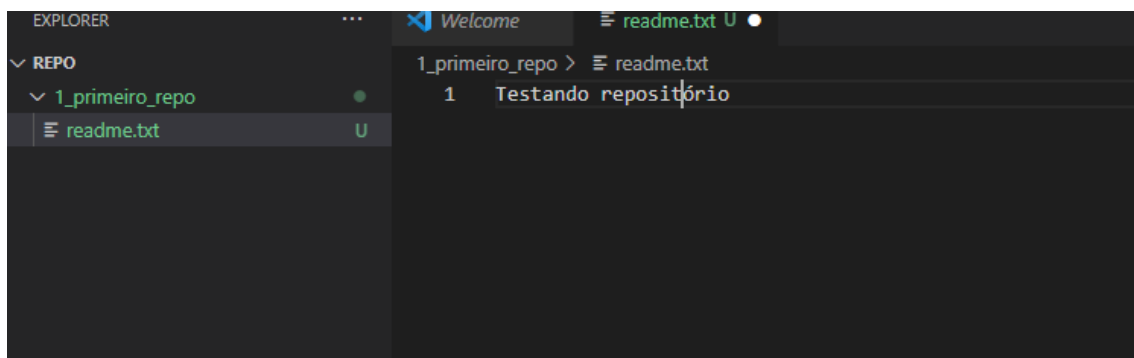 EXPLORER ...
Welcome
readme.txt U
REPO
1_primeiro_repo > readme.txt
1_primeiro_repo
1 Testando repositório
readme.txt U